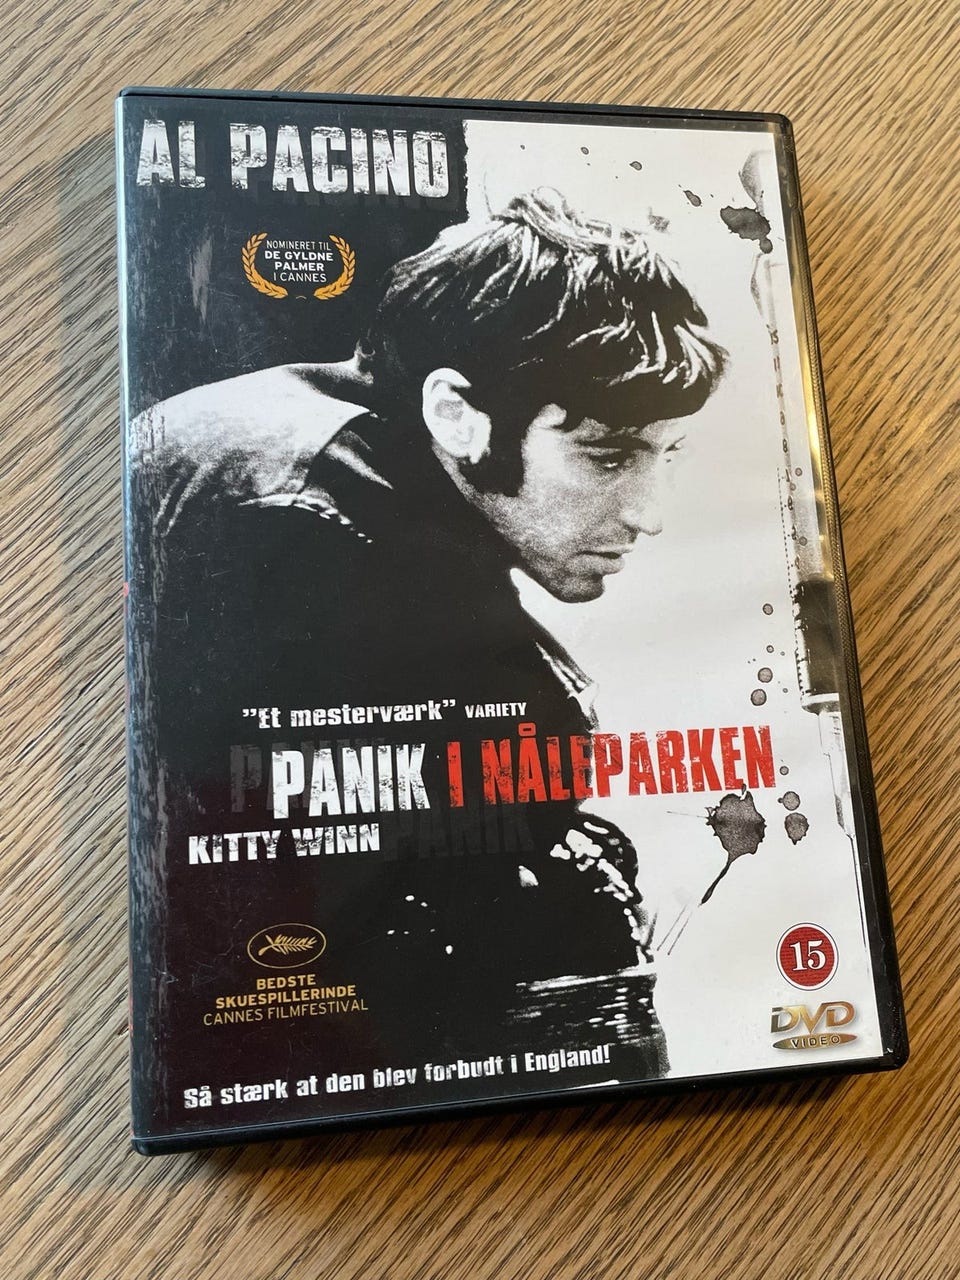 AL PACINO
NOMINERET TIL
DE GYLDNE
PALMER
I CANNES
"Et mesterværk" VARIETY
PANIK I NÅLEPARKEN
PANIK
KITTY WINN
BEDSTE
SKUESPILLERINDE
CANNES FILMFESTIVAL
15
DVD
VIDEO
Så stærk at den blev forbudt i England!